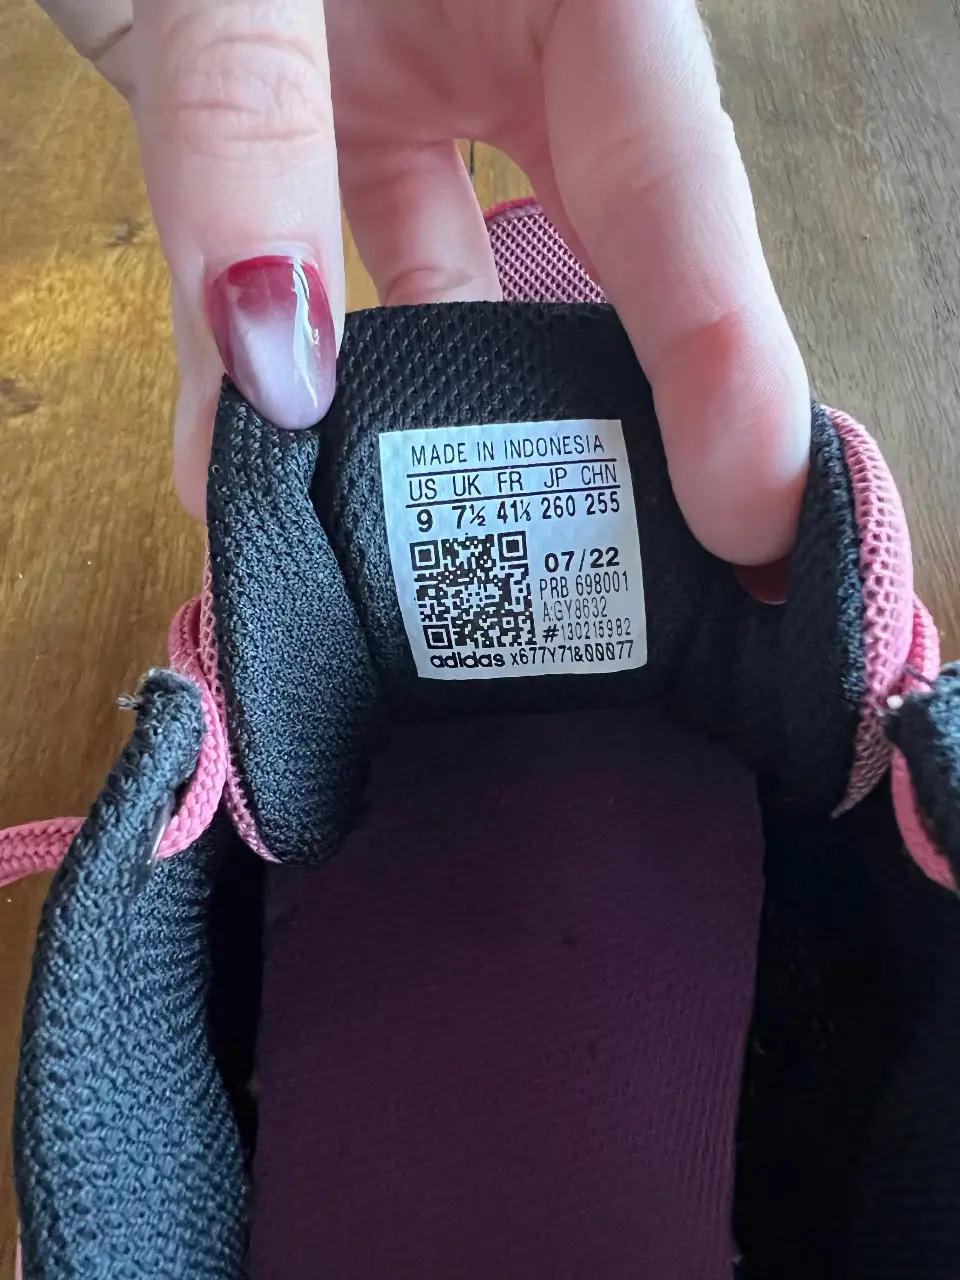 MADE IN INDONESIA
US UK FR JP CHN
9 7½ 41⅓ 260 255
07/22
PRB 698001
A:GY8632
#130215982
adidas x677Y71&00077